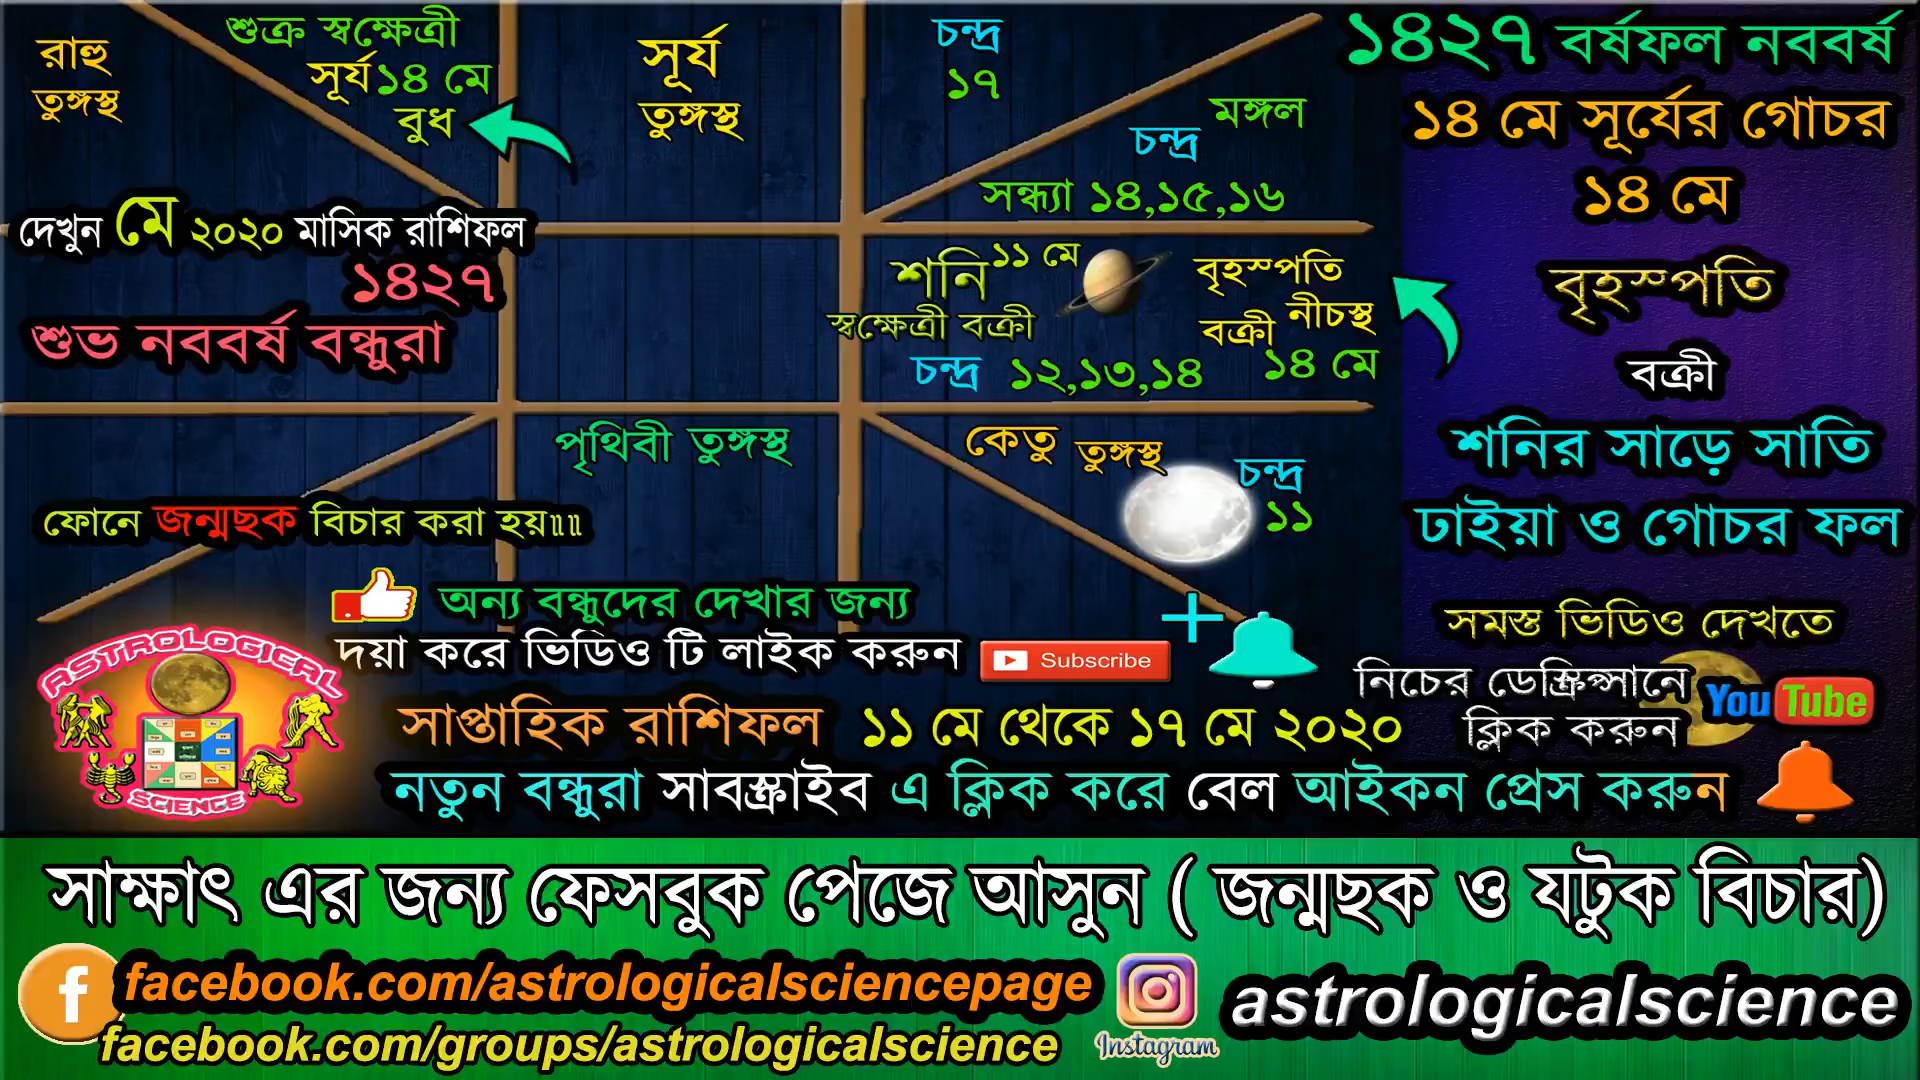 রাহু
তুঙ্গস্থ
শুক্র স্বক্ষেত্রী
সূর্য ১৪ মে
বুধ
সূর্য
তুঙ্গস্থ
চন্দ্র
১৭
মঙ্গল
চন্দ্র
সন্ধ্যা ১৪,১৫,১৬
১৪২৭ বর্ষফল নববর্ষ
১৪ মে সূর্যের গোচর
১৪ মে
বৃহস্পতি
বক্রী
শনির সাড়ে সাতি
ঢাইয়া ও গোচর ফল
দেখুন মে ২০২০ মাসিক রাশিফল
১৪২৭
শুভ নববর্ষ বন্ধুরা
শনি ১১ মে
স্বক্ষেত্রী বক্রী
বৃহস্পতি
বক্রী নীচস্থ
১৪ মে
চন্দ্র ১২,১৩,১৪
পৃথিবী তুঙ্গস্থ
কেতু তুঙ্গস্থ
চন্দ্র
১১
ফোনে জন্মছক বিচার করা হয়॥
অন্য বন্ধুদের দেখার জন্য
দয়া করে ভিডিও টি লাইক করুন
Subscribe
সমস্ত ভিডিও দেখতে
নিচের ডেস্ক্রিপ্সানে
ক্লিক করুন
YouTube
ASTROLOGICAL
SCIENCE
সাপ্তাহিক রাশিফল ১১ মে থেকে ১৭ মে ২০২০
নতুন বন্ধুরা সাবস্ক্রাইব এ ক্লিক করে বেল আইকন প্রেস করুন
সাক্ষাৎ এর জন্য ফেসবুক পেজে আসুন ( জন্মছক ও যটুক বিচার)
facebook.com/astrologicalsciencepage
facebook.com/groups/astrologicalscience
Instagram
astrologicalscience